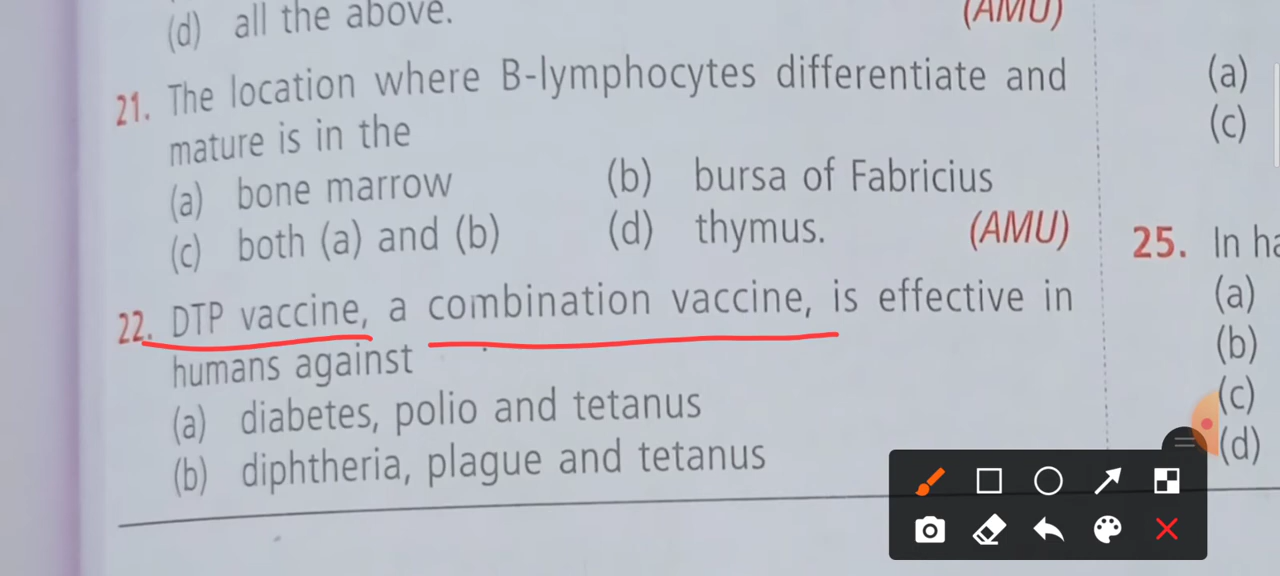 (d) all the above. (AMU)
21. The location where B-lymphocytes differentiate and
mature is in the
(a) bone marrow (b) bursa of Fabricius
(c) both (a) and (b) (d) thymus. (AMU)
22. DTP vaccine, a combination vaccine, is effective in
humans against
(a) diabetes, polio and tetanus
(b) diphtheria, plague and tetanus
(a)
(c)
25. In
(a)
(b)
(c)
(d)